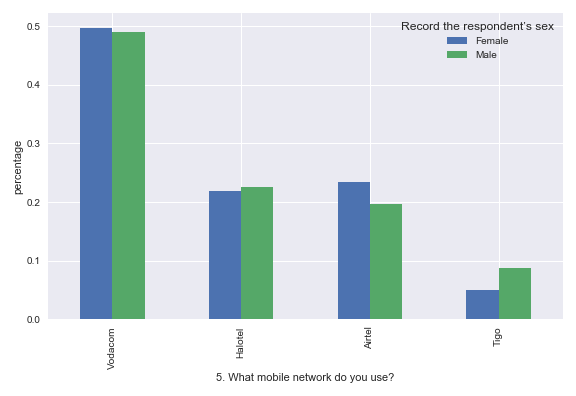 Record the respondent's sex
Female
Male
0.5
0.4
0.3
0.2
0.1
0.0
percentage
Vodacom
Halotel
Airtel
Tigo
5. What mobile network do you use?